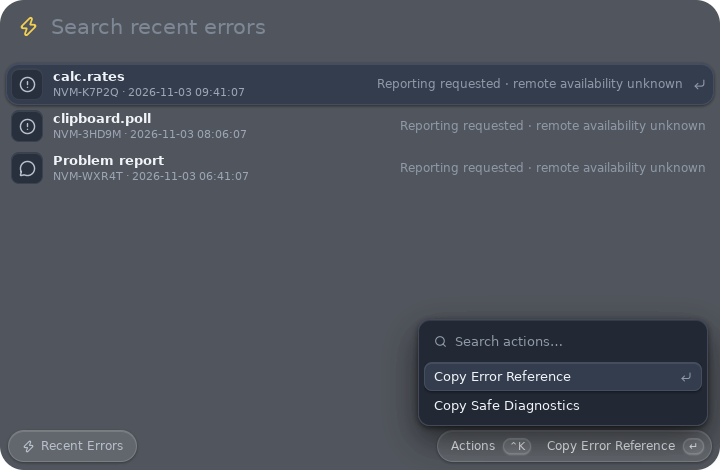 Search recent errors
calc.rates
NVM-K7P2Q · 2026-11-03 09:41:07
Reporting requested · remote availability unknown
clipboard.poll
NVM-3HD9M · 2026-11-03 08:06:07
Reporting requested · remote availability unknown
Problem report
NVM-WXR4T · 2026-11-03 06:41:07
Reporting requested · remote availability unknown
Search actions...
Copy Error Reference
Copy Safe Diagnostics
Recent Errors
Actions ⌃K Copy Error Reference ↵